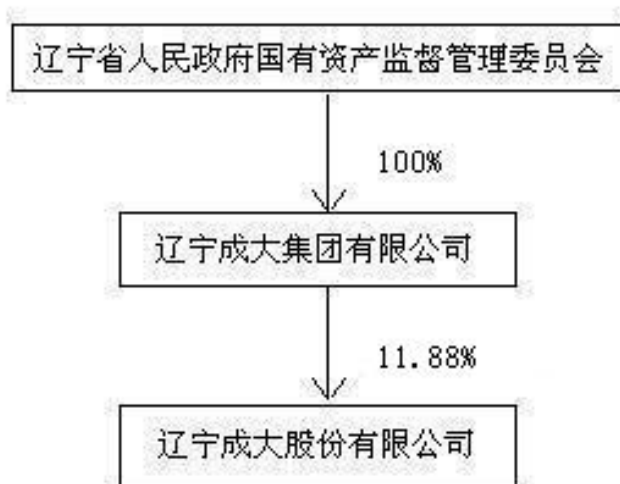 辽宁省人民政府国有资产监督管理委员会
100%
辽宁成大集团有限公司
11.88%
辽宁成大股份有限公司